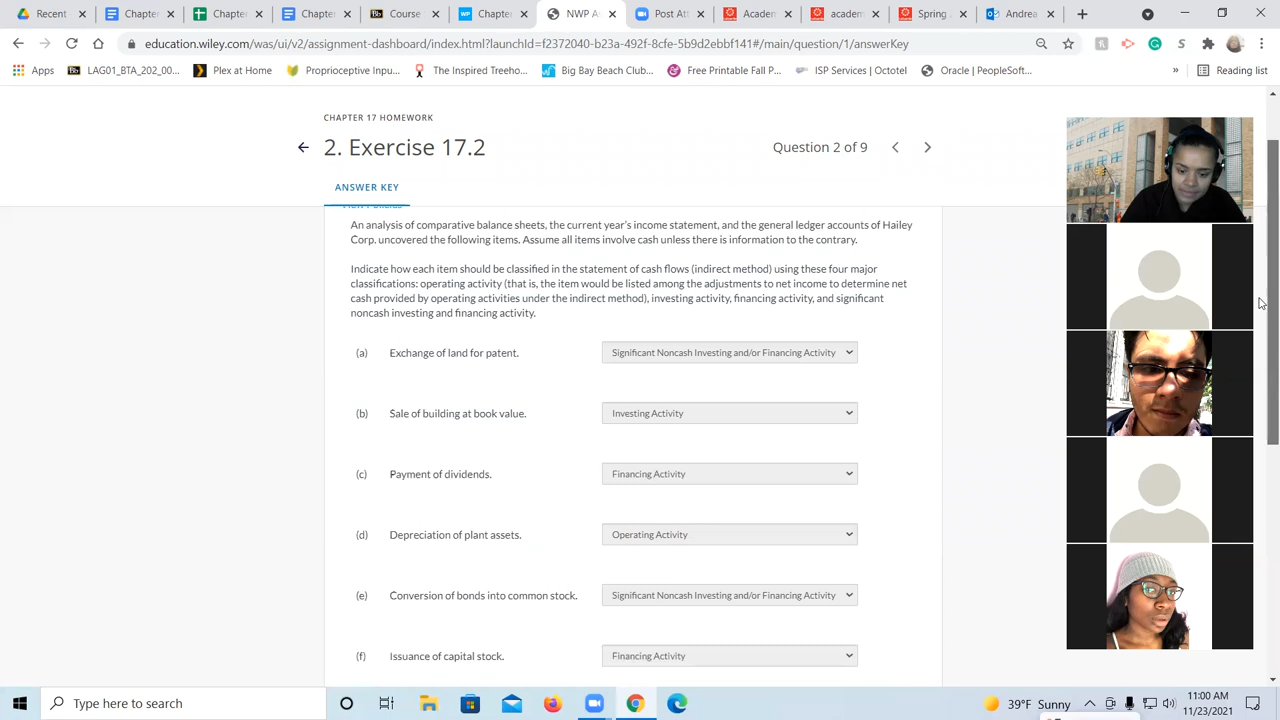 Recent
Chapter
Chapter
Chapter
Course
Chapter
NWP A
Post Att
Acaden
academ
Spring
Andrea
education.wiley.com/was/ui/v2/assignment-dashboard/index.html?launchId=f2372040-b23a-492f-8cfe-5b9d2ebbf141#/main/question/1/answerKey
Apps
LAG01_BTA_202_00...
Plex at Home
Proprioceptive Inpu...
The Inspired Treeho...
Big Bay Beach Club...
Free Printable Fall P...
ISP Services | Octotel
Oracle | PeopleSoft...
»
Reading list
CHAPTER 17 HOMEWORK
2. Exercise 17.2
Question 2 of 9
ANSWER KEY
An analysis of comparative balance sheets, the current year's income statement, and the general ledger accounts of Hailey
Corp. uncovered the following items. Assume all items involve cash unless there is information to the contrary.
Indicate how each item should be classified in the statement of cash flows (indirect method) using these four major
classifications: operating activity (that is, the item would be listed among the adjustments to net income to determine net
cash provided by operating activities under the indirect method), investing activity, financing activity, and significant
noncash investing and financing activity.
(a) Exchange of land for patent. Significant Noncash Investing and/or Financing Activity
(b) Sale of building at book value. Investing Activity
(c) Payment of dividends. Financing Activity
(d) Depreciation of plant assets. Operating Activity
(e) Conversion of bonds into common stock. Significant Noncash Investing and/or Financing Activity
(f) Issuance of capital stock. Financing Activity
Type here to search
39°F Sunny
11:00 AM
11/23/2021